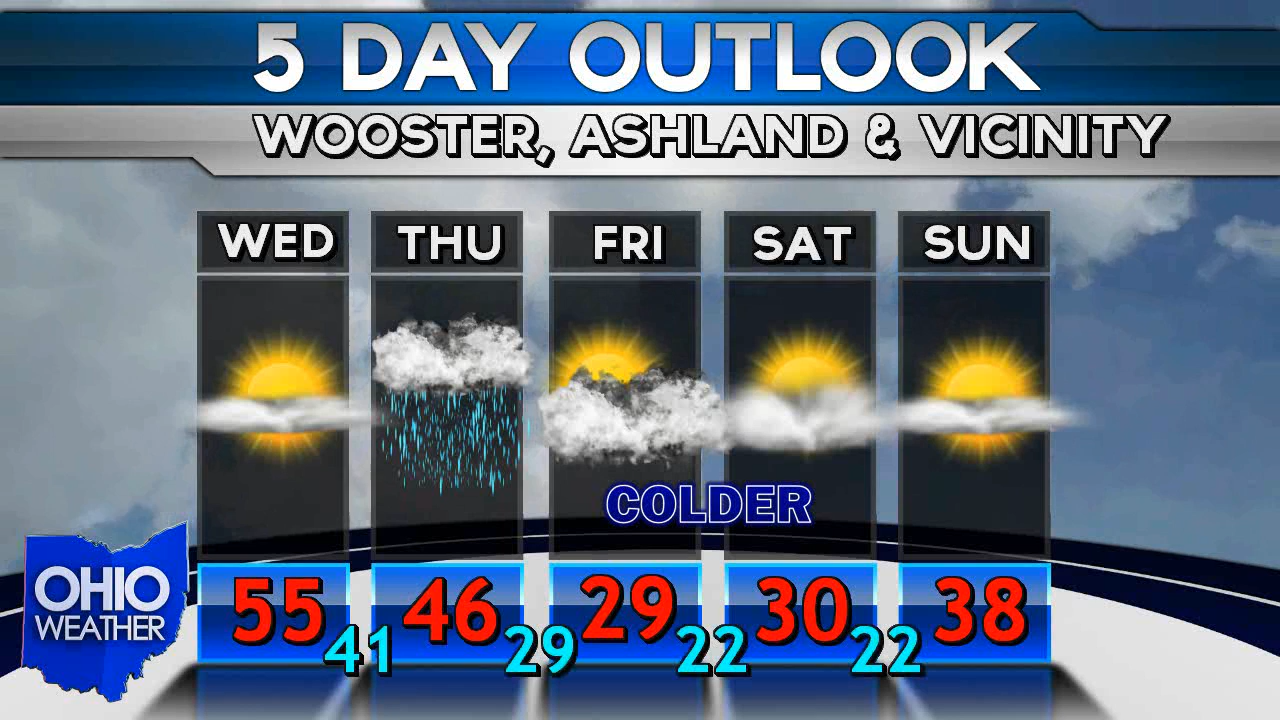 5 DAY OUTLOOK
WOOSTER, ASHLAND & VICINITY
WED THU FRI SAT SUN
COLDER
OHIO
WEATHER
55 46 29 30 38
41 29 22 22